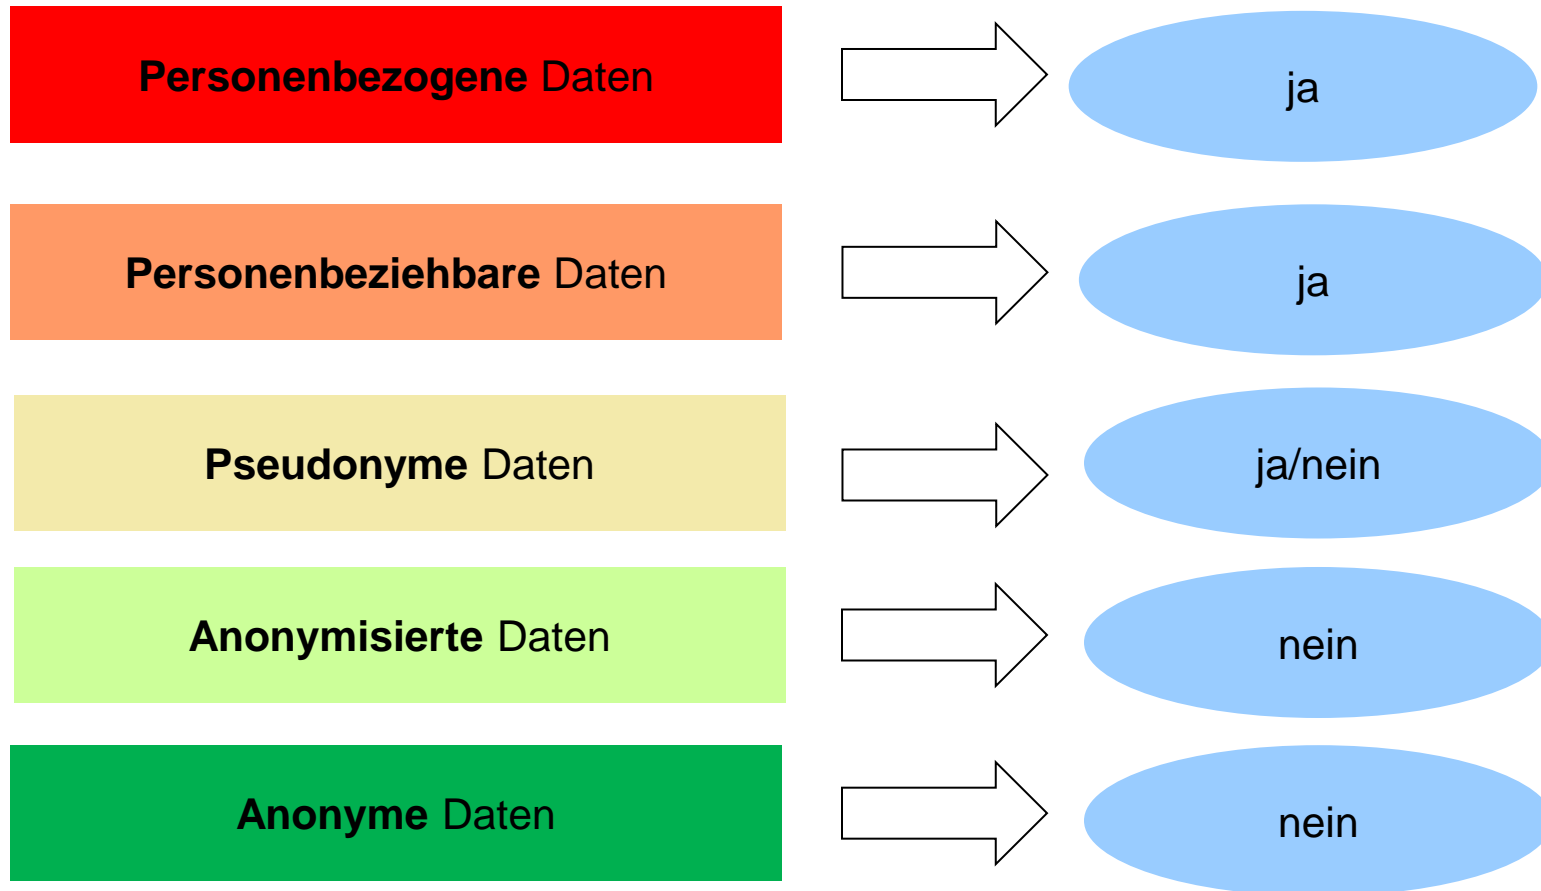 Personenbezogene Daten
ja
Personenbeziehbare Daten
ja
Pseudonyme Daten
ja/nein
Anonymisierte Daten
nein
Anonyme Daten
nein